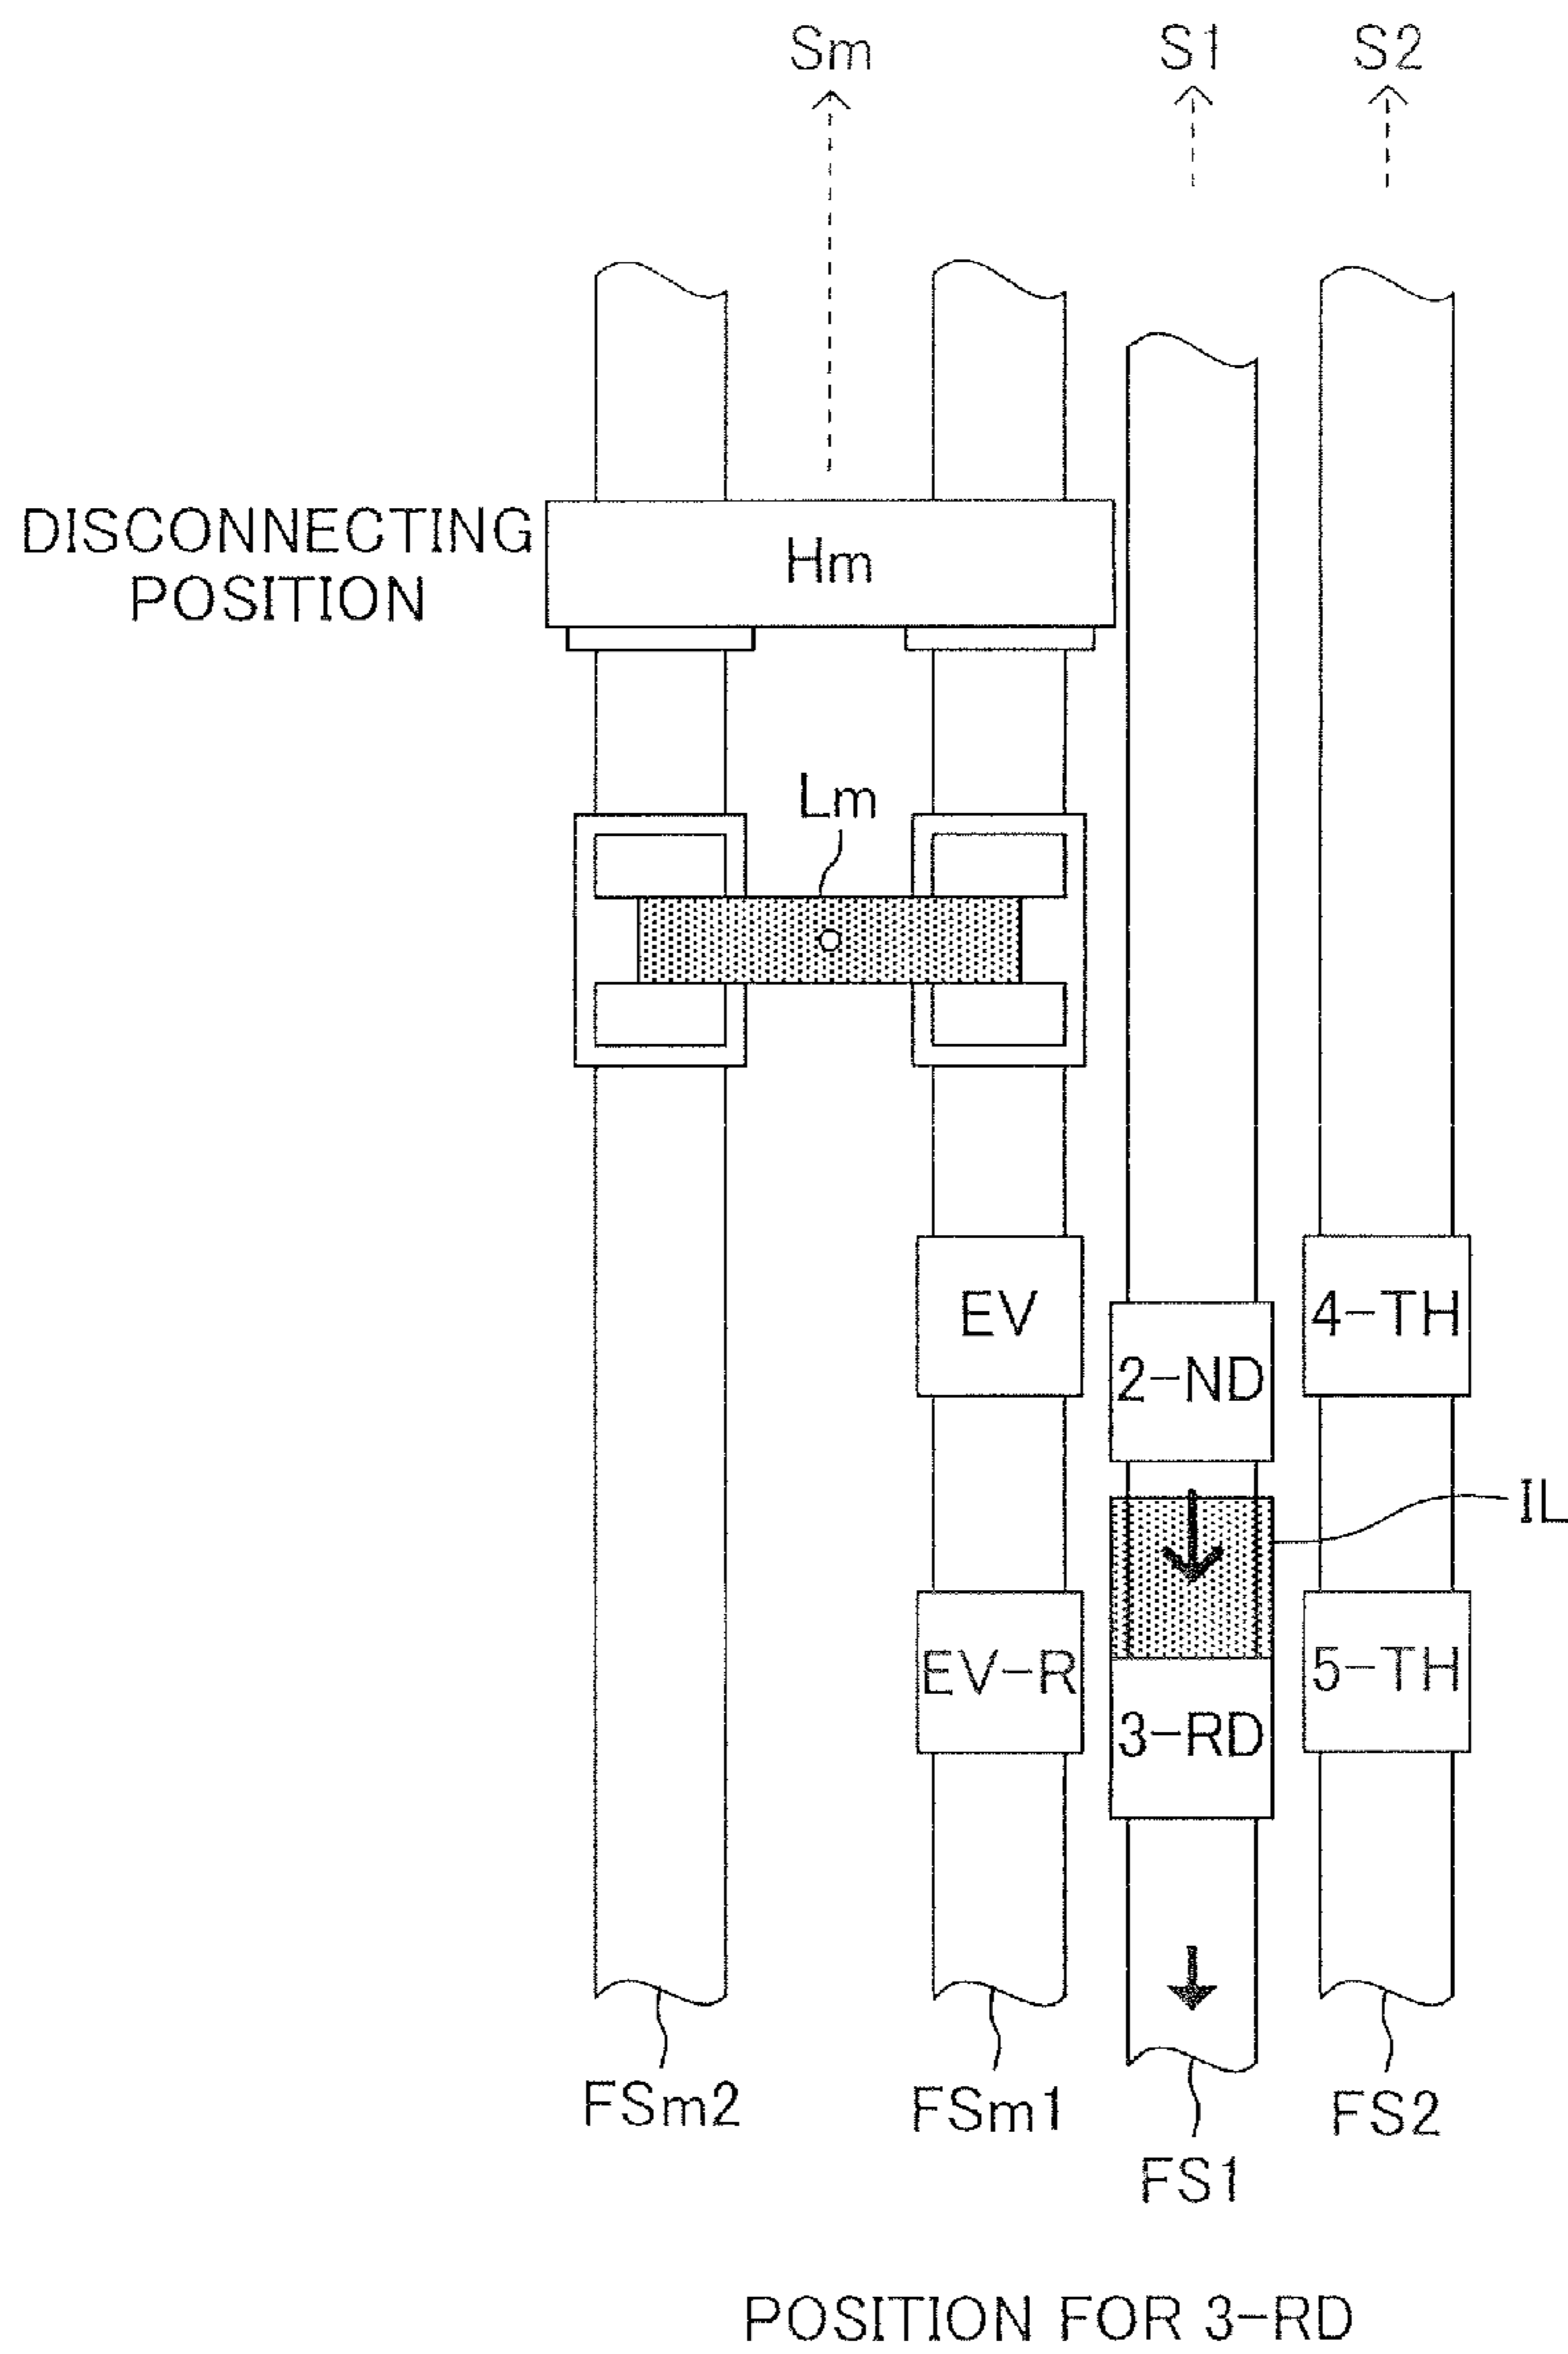 Sm
S1
S2
DISCONNECTING
POSITION
Hm
Lm
EV
2-ND
4-TH
IL
EV-R
3-RD
5-TH
FSm2
FSm1
FS1
FS2
POSITION FOR 3-RD